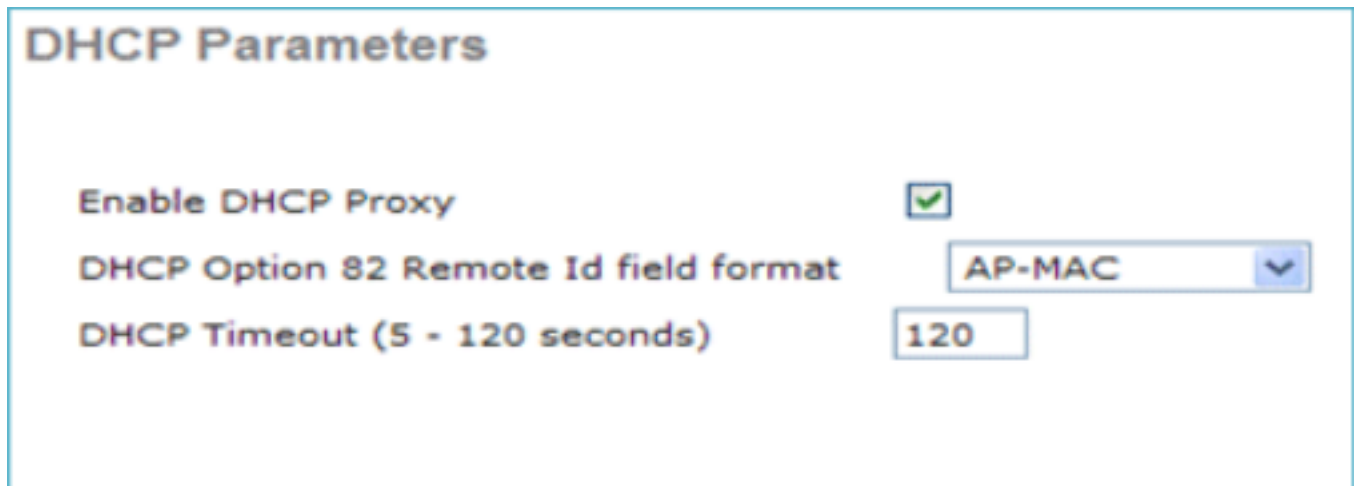 DHCP Parameters
Enable DHCP Proxy
DHCP Option 82 Remote Id field format AP-MAC
DHCP Timeout (5 - 120 seconds) 120